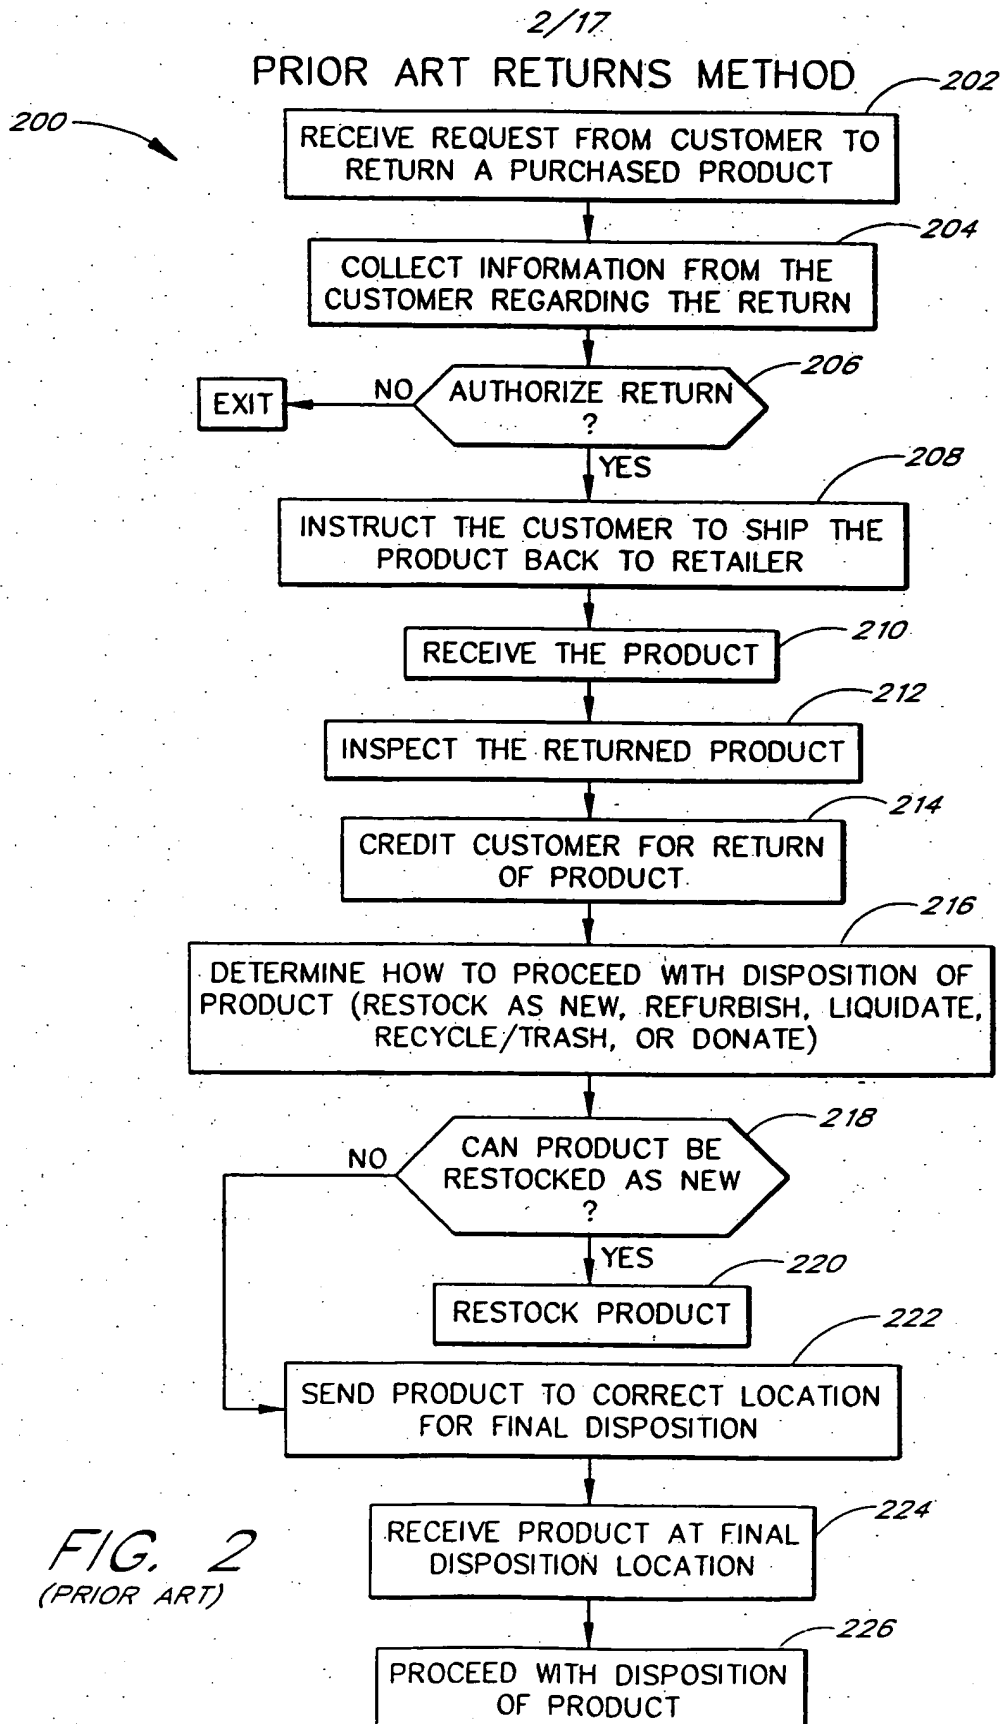 2/17
PRIOR ART RETURNS METHOD
200
202
RECEIVE REQUEST FROM CUSTOMER TO
RETURN A PURCHASED PRODUCT
204
COLLECT INFORMATION FROM THE
CUSTOMER REGARDING THE RETURN
206
AUTHORIZE RETURN
?
NO
EXIT
YES
208
INSTRUCT THE CUSTOMER TO SHIP THE
PRODUCT BACK TO RETAILER
210
RECEIVE THE PRODUCT
212
INSPECT THE RETURNED PRODUCT
214
CREDIT CUSTOMER FOR RETURN
OF PRODUCT
216
DETERMINE HOW TO PROCEED WITH DISPOSITION OF
PRODUCT (RESTOCK AS NEW, REFURBISH, LIQUIDATE,
RECYCLE/TRASH, OR DONATE)
218
CAN PRODUCT BE
RESTOCKED AS NEW
?
NO
YES
220
RESTOCK PRODUCT
222
SEND PRODUCT TO CORRECT LOCATION
FOR FINAL DISPOSITION
224
RECEIVE PRODUCT AT FINAL
DISPOSITION LOCATION
226
PROCEED WITH DISPOSITION
OF PRODUCT
FIG. 2
(PRIOR ART)